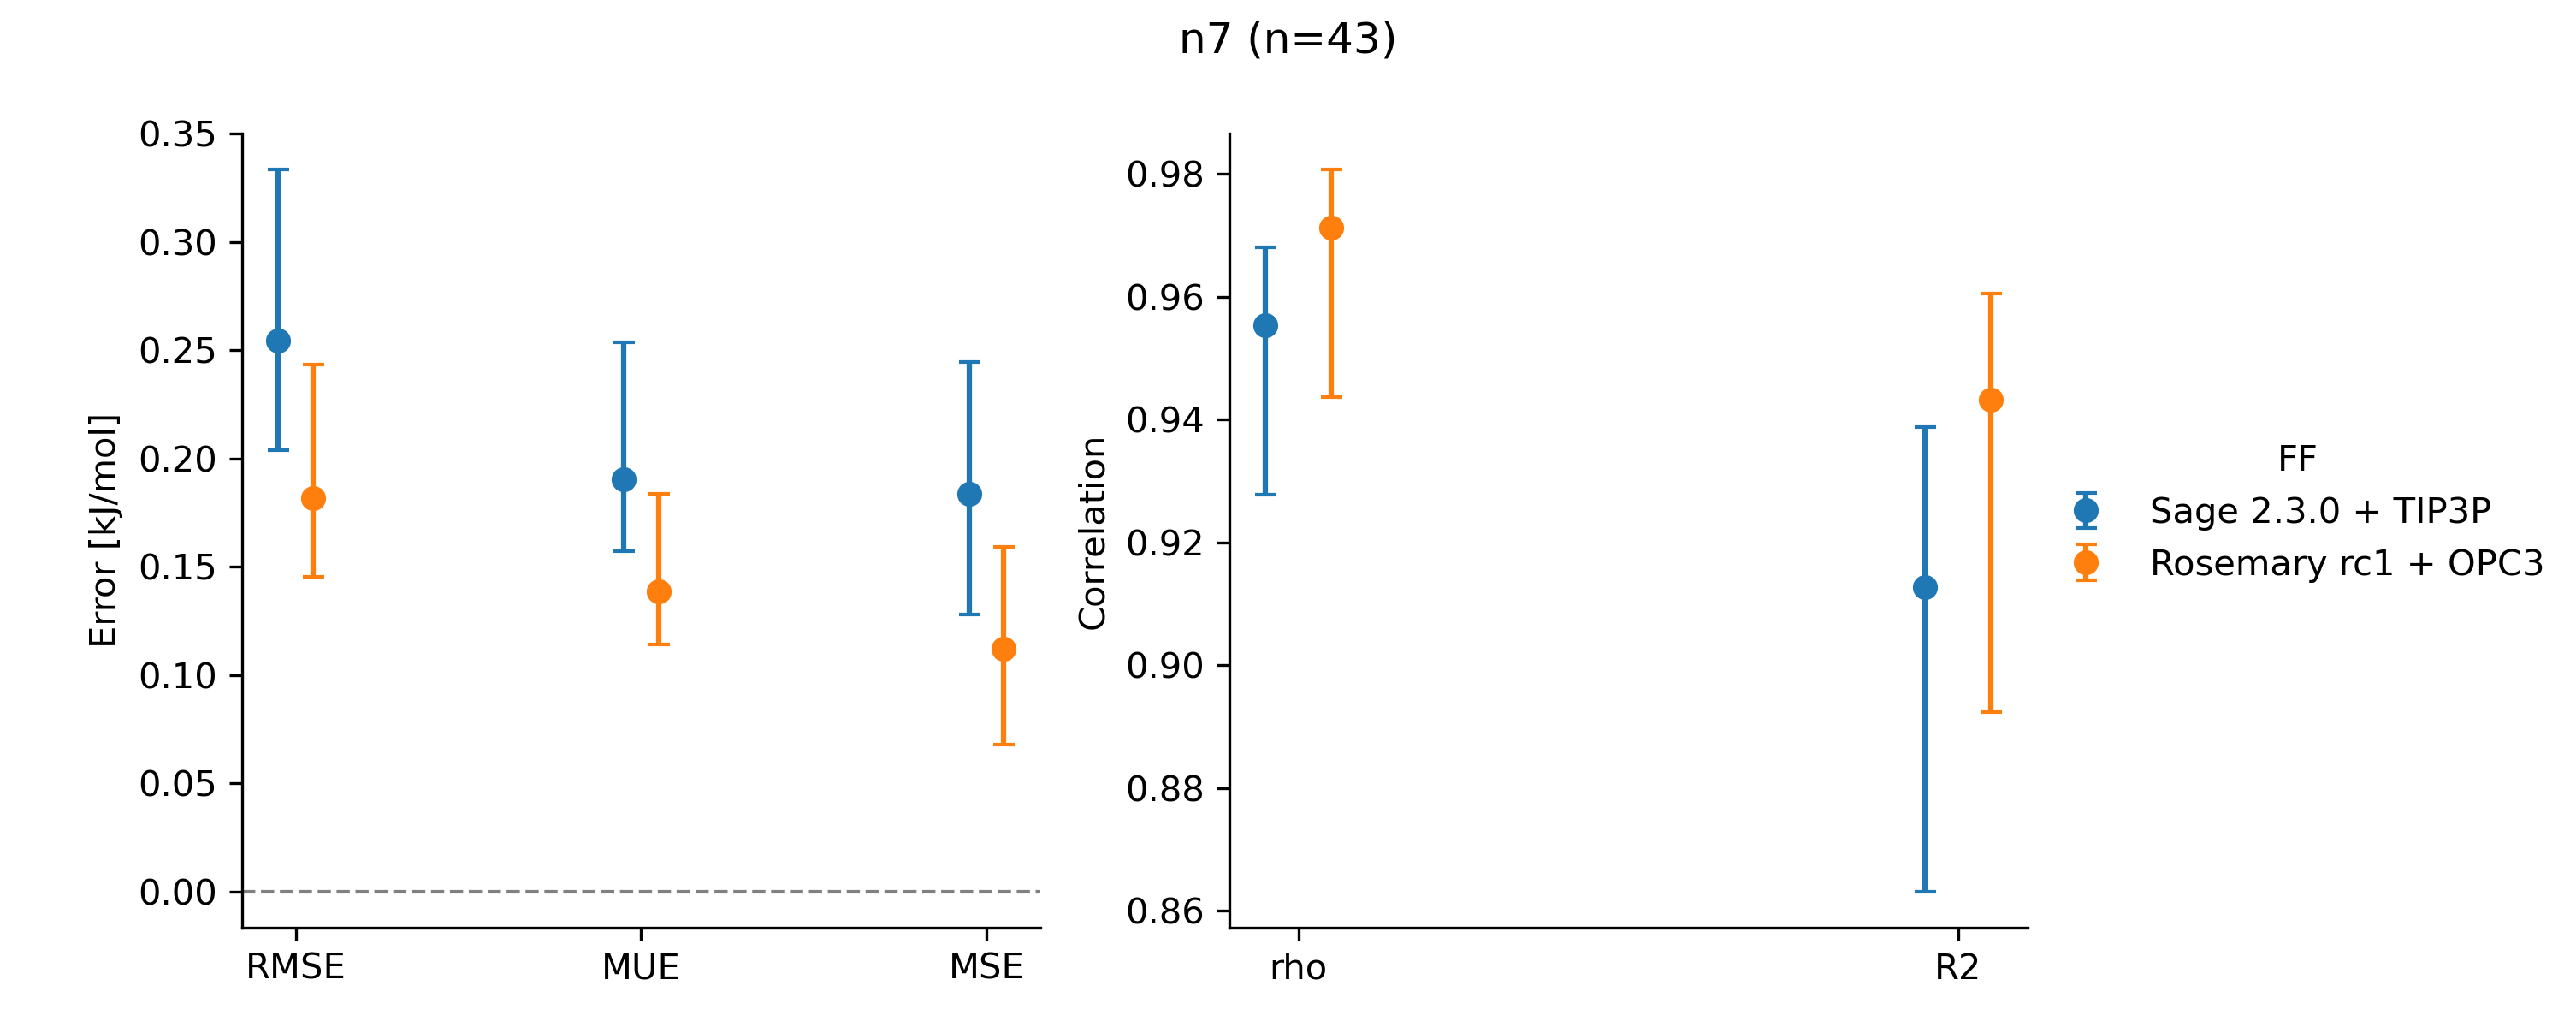 n7 (n=43)
Error [kJ/mol]
0.35
0.30
0.25
0.20
0.15
0.10
0.05
0.00
RMSE
MUE
MSE
Correlation
0.98
0.96
0.94
0.92
0.90
0.88
0.86
rho
R2
FF
Sage 2.3.0 + TIP3P
Rosemary rc1 + OPC3